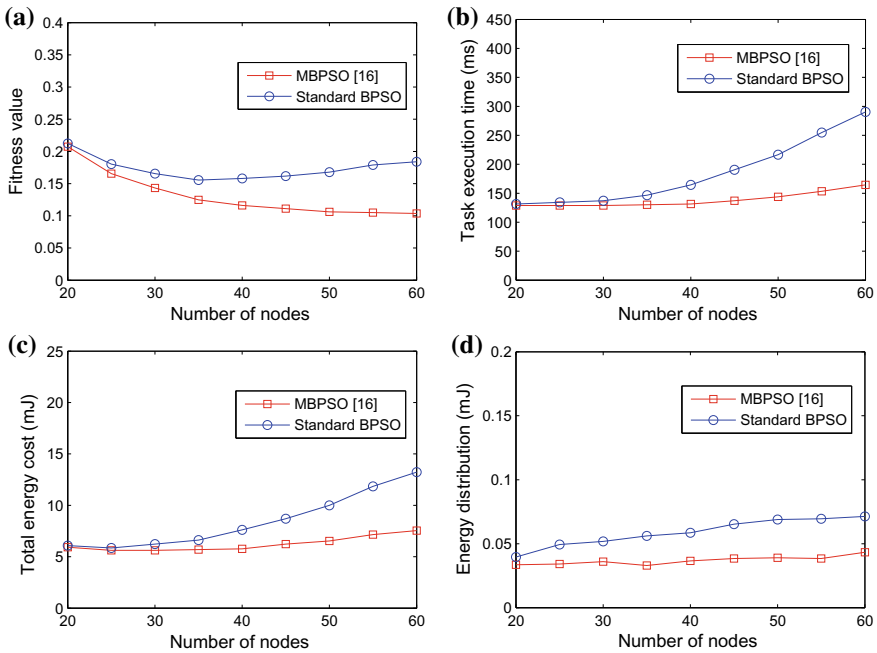 (a)
0.4
0.35
0.3
0.25
0.2
0.15
0.1
0.05
0
Fitness value
MBPSO [16]
Standard BPSO
20 30 40 50 60
Number of nodes
(b)
450
400
350
300
250
200
150
100
50
0
Task execution time (ms)
MBPSO [16]
Standard BPSO
20 30 40 50 60
Number of nodes
(c)
25
20
15
10
5
0
Total energy cost (mJ)
MBPSO [16]
Standard BPSO
20 30 40 50 60
Number of nodes
(d)
0.2
0.15
0.1
0.05
0
Energy distribution (mJ)
MBPSO [16]
Standard BPSO
20 30 40 50 60
Number of nodes